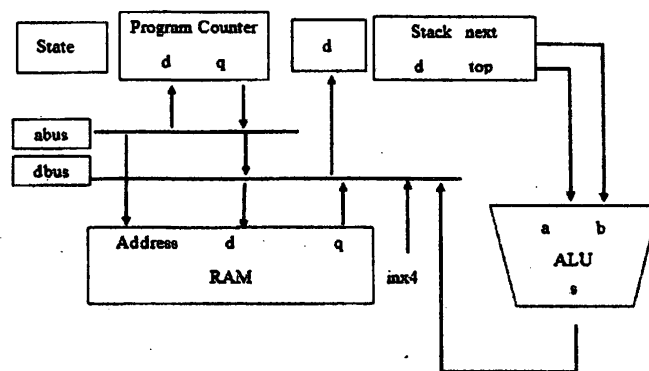 State
Program Counter
d q
d
Stack next
d top
abus
dbus
Address d q
RAM
inx4
a b
ALU
s